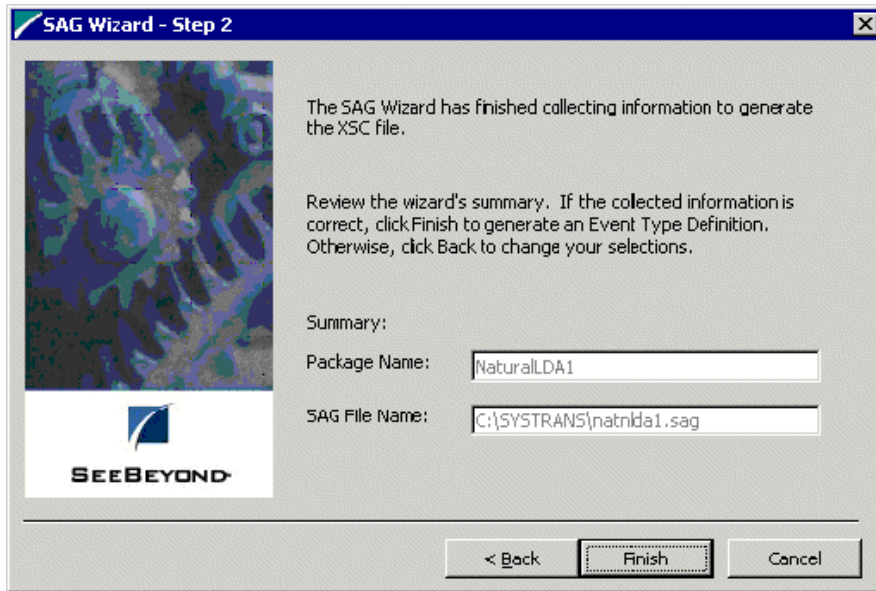 SAG Wizard - Step 2
The SAG Wizard has finished collecting information to generate
the XSC file.
Review the wizard's summary. If the collected information is
correct, click Finish to generate an Event Type Definition.
Otherwise, click Back to change your selections.
Summary:
Package Name:
NaturalLDA1
SAG File Name:
C:\SYSTRANS\natnlda1.sag
SEEBEYOND
< Back
Finish
Cancel